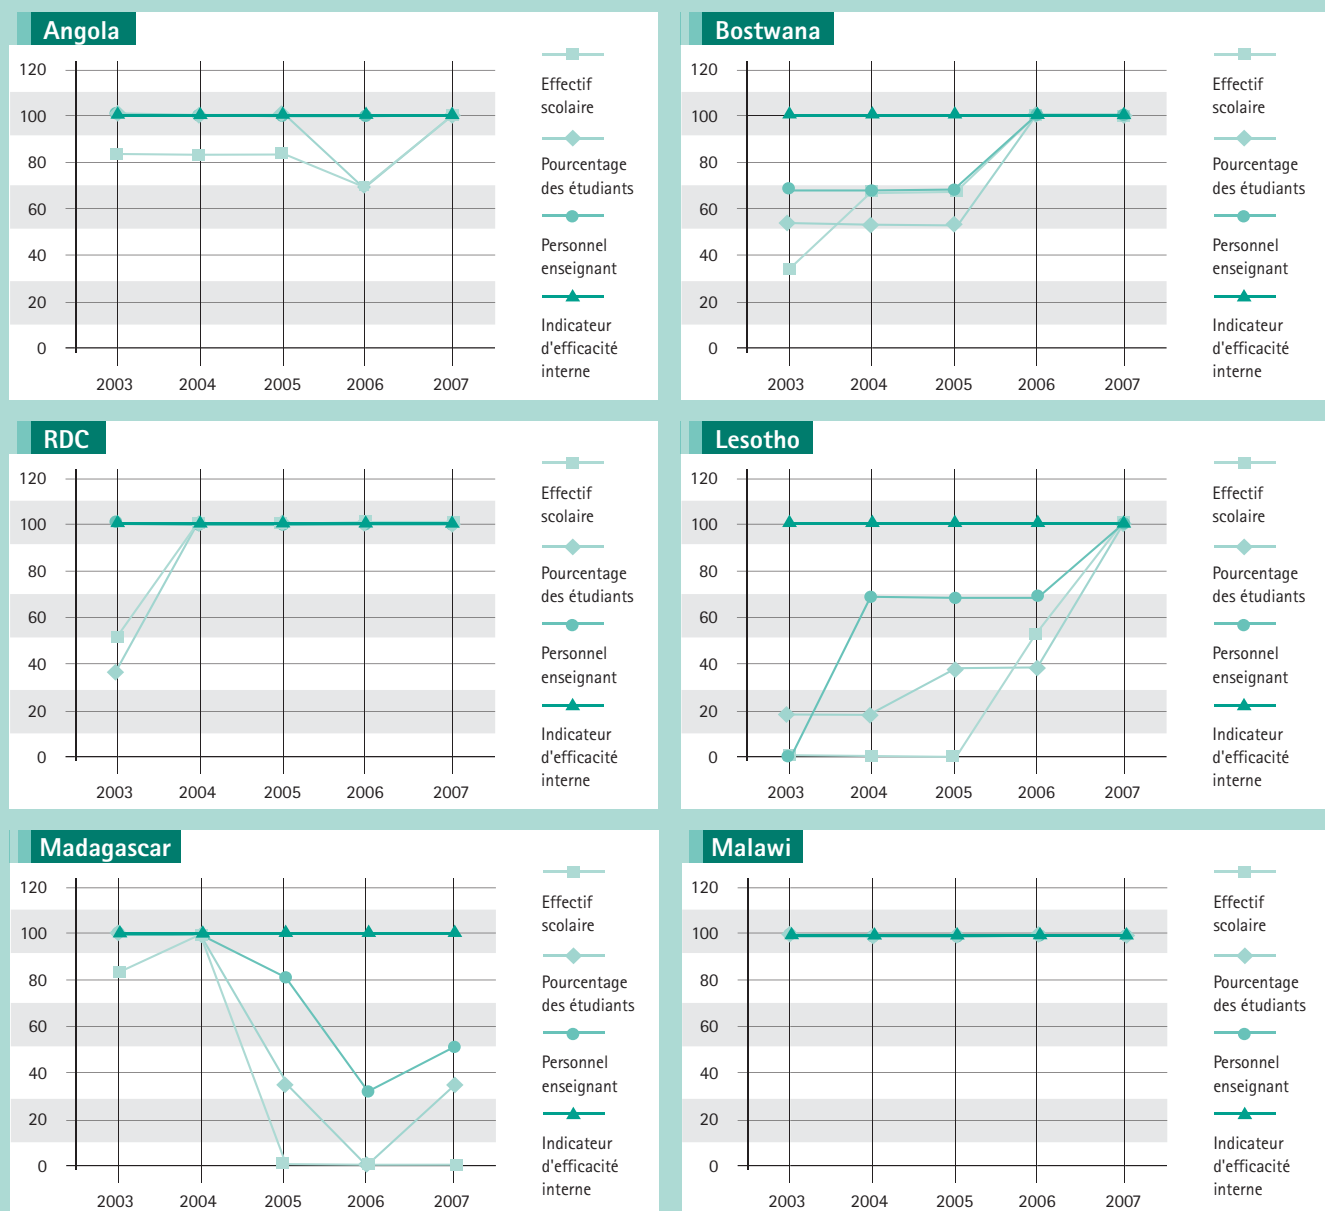 Angola
120
100
80
60
40
20
0
2003 2004 2005 2006 2007
Effectif
scolaire
Pourcentage
des étudiants
Personnel
enseignant
Indicateur
d'efficacité
interne
Bostwana
120
100
80
60
40
20
0
2003 2004 2005 2006 2007
Effectif
scolaire
Pourcentage
des étudiants
Personnel
enseignant
Indicateur
d'efficacité
interne
RDC
120
100
80
60
40
20
0
2003 2004 2005 2006 2007
Effectif
scolaire
Pourcentage
des étudiants
Personnel
enseignant
Indicateur
d'efficacité
interne
Lesotho
120
100
80
60
40
20
0
2003 2004 2005 2006 2007
Effectif
scolaire
Pourcentage
des étudiants
Personnel
enseignant
Indicateur
d'efficacité
interne
Madagascar
120
100
80
60
40
20
0
2003 2004 2005 2006 2007
Effectif
scolaire
Pourcentage
des étudiants
Personnel
enseignant
Indicateur
d'efficacité
interne
Malawi
120
100
80
60
40
20
0
2003 2004 2005 2006 2007
Effectif
scolaire
Pourcentage
des étudiants
Personnel
enseignant
Indicateur
d'efficacité
interne